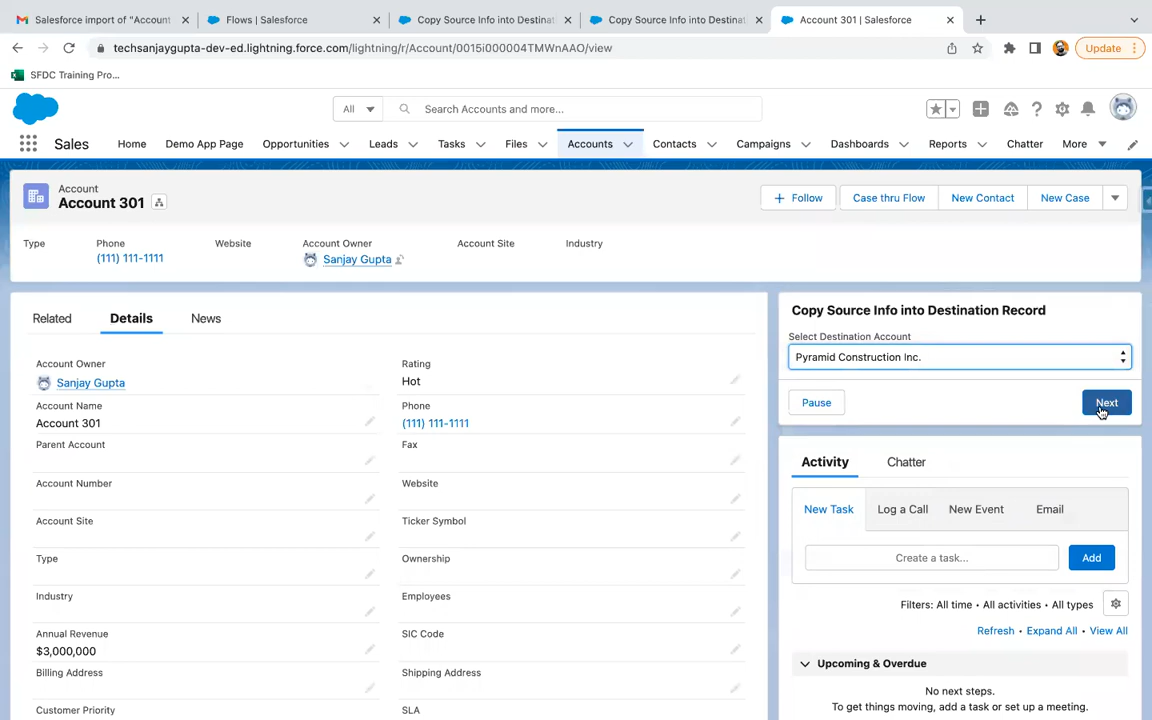 Salesforce import of "Account
Flows | Salesforce
Copy Source Info into Destinat
Copy Source Info into Destinat
Account 301 | Salesforce
techsanjaygupta-dev-ed.lightning.force.com/lightning/r/Account/0015i000004TMWnAAO/view
Update
SFDC Training Pro...
All
Search Accounts and more...
Sales
Home
Demo App Page
Opportunities
Leads
Tasks
Files
Accounts
Contacts
Campaigns
Dashboards
Reports
Chatter
More
Account
Account 301
Follow
Case thru Flow
New Contact
New Case
Type
Phone
Website
Account Owner
Account Site
Industry
(111) 111-1111
Sanjay Gupta
Related
Details
News
Account Owner
Sanjay Gupta
Rating
Hot
Account Name
Account 301
Phone
(111) 111-1111
Parent Account
Fax
Account Number
Website
Account Site
Ticker Symbol
Type
Ownership
Industry
Employees
Annual Revenue
$3,000,000
SIC Code
Billing Address
Shipping Address
Customer Priority
SLA
Copy Source Info into Destination Record
Select Destination Account
Pyramid Construction Inc.
Pause
Next
Activity
Chatter
New Task
Log a Call
New Event
Email
Create a task...
Add
Filters: All time • All activities • All types
Refresh • Expand All • View All
Upcoming & Overdue
No next steps.
To get things moving, add a task or set up a meeting.